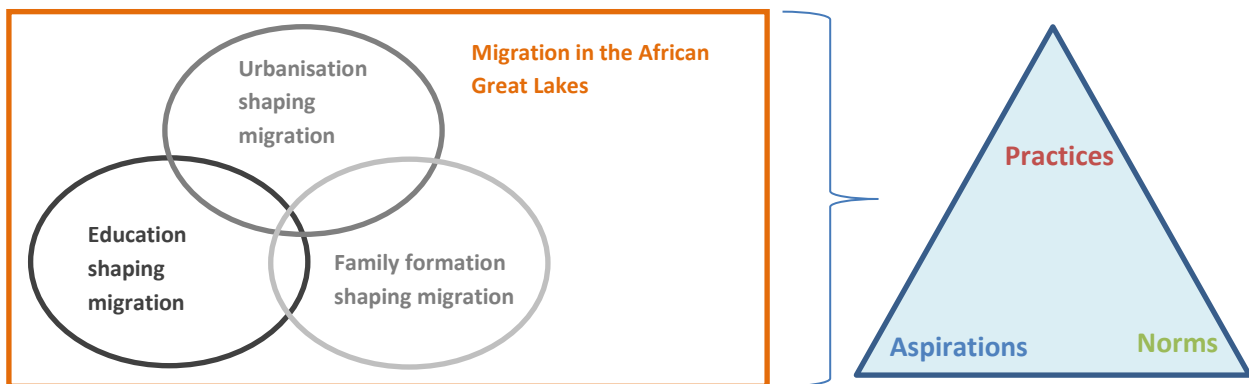 Urbanisation
shaping
migration
Migration in the African
Great Lakes
Education
shaping
migration
Family formation
shaping migration
Practices
Aspirations
Norms